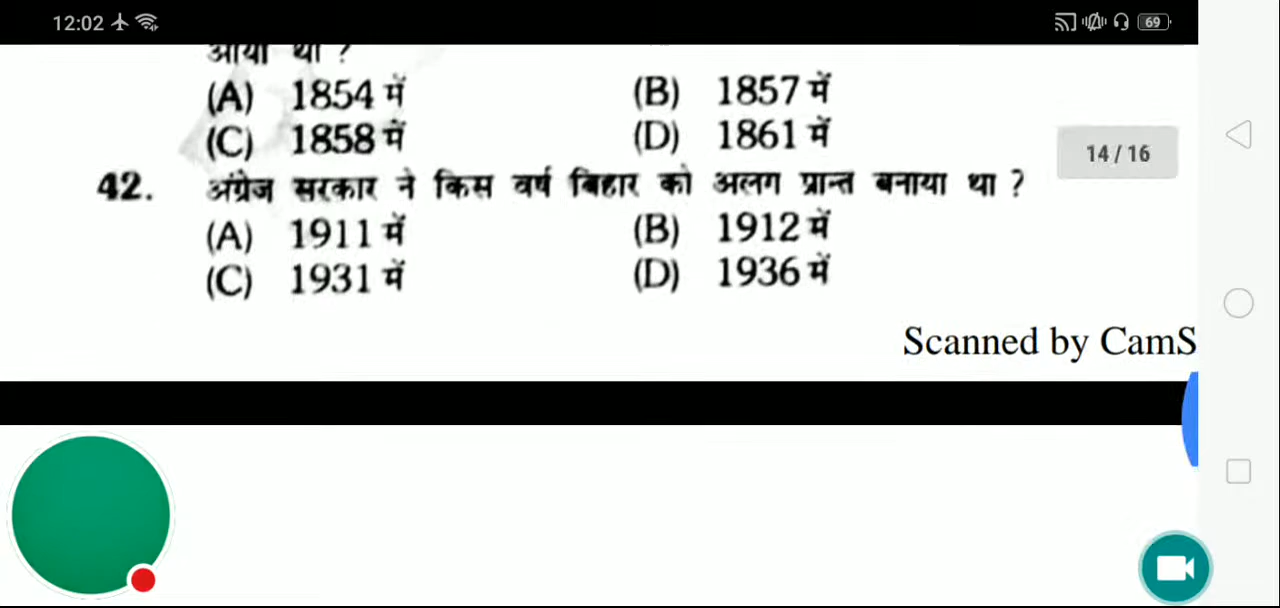 12:02
69
आया था ?
(A) 1854 में (B) 1857 में
(C) 1858 में (D) 1861 में
14 / 16
42. अंग्रेज सरकार ने किस वर्ष बिहार को अलग प्रान्त बनाया था ?
(A) 1911 में (B) 1912 में
(C) 1931 में (D) 1936 में
Scanned by CamS